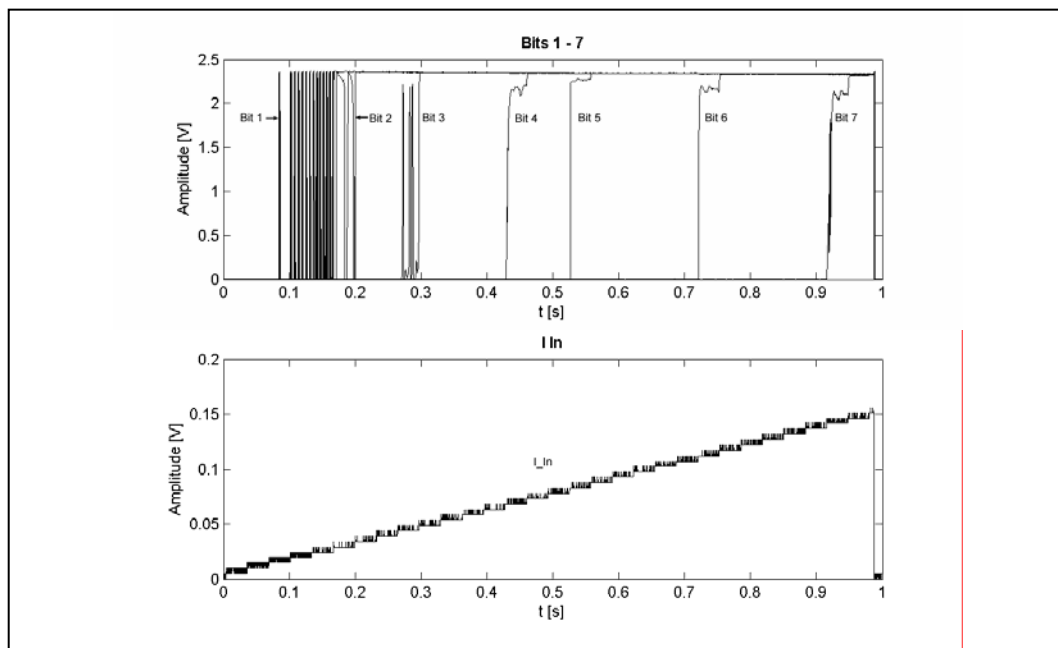 Bits 1 - 7
2.5
2
1.5
1
0.5
0
Amplitude [V]
Bit 1
Bit 2
Bit 3
Bit 4
Bit 5
Bit 6
Bit 7
0 0.1 0.2 0.3 0.4 0.5 0.6 0.7 0.8 0.9 1
t [s]
I In
0.2
0.15
0.1
0.05
0
Amplitude [V]
I_In
0 0.1 0.2 0.3 0.4 0.5 0.6 0.7 0.8 0.9 1
t [s]